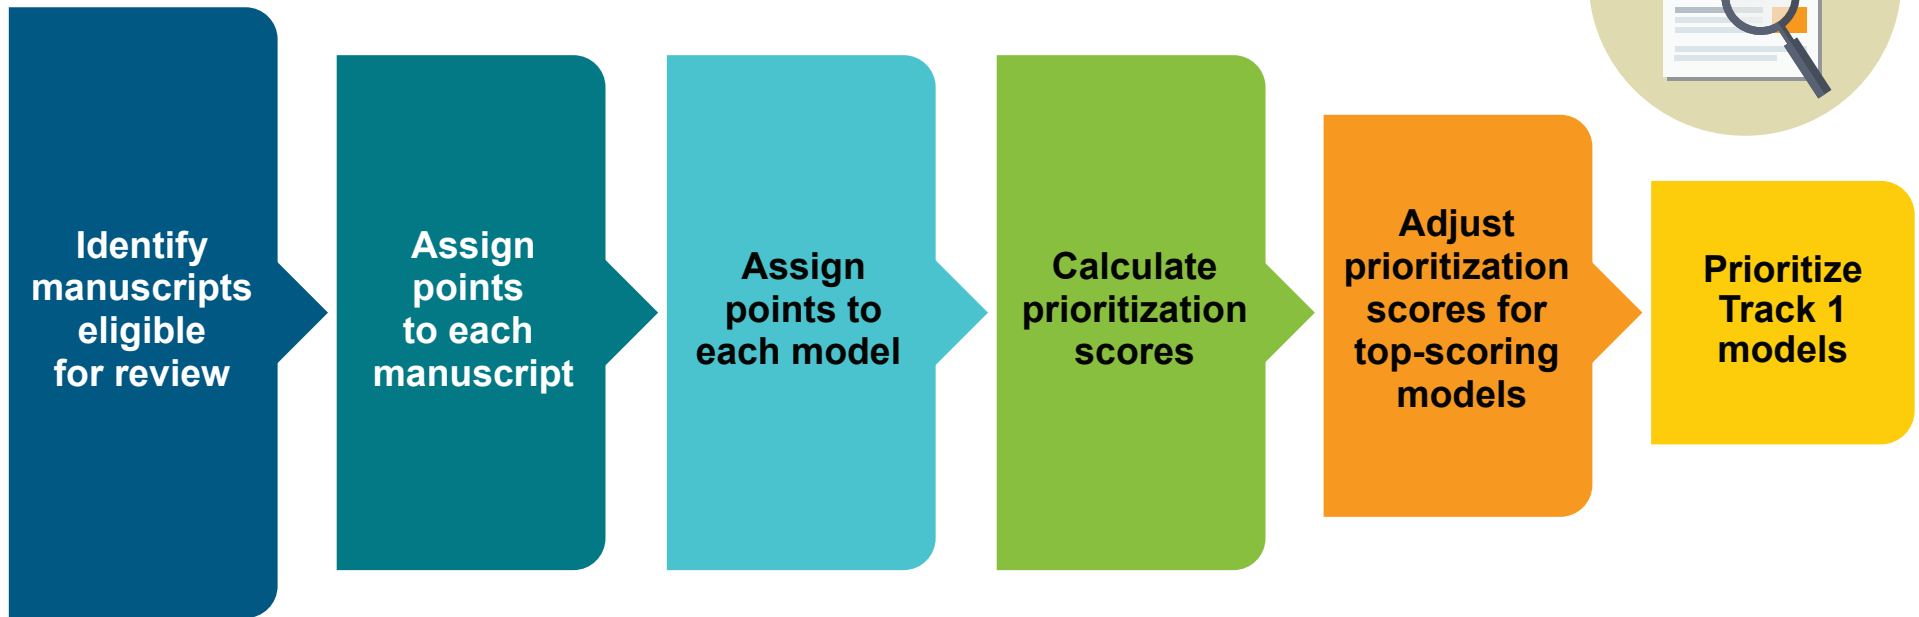 Identify
manuscripts
eligible
for review
Assign
points
to each
manuscript
Assign
points to
each model
Calculate
prioritization
scores
Adjust
prioritization
scores for
top-scoring
models
Prioritize
Track 1
models